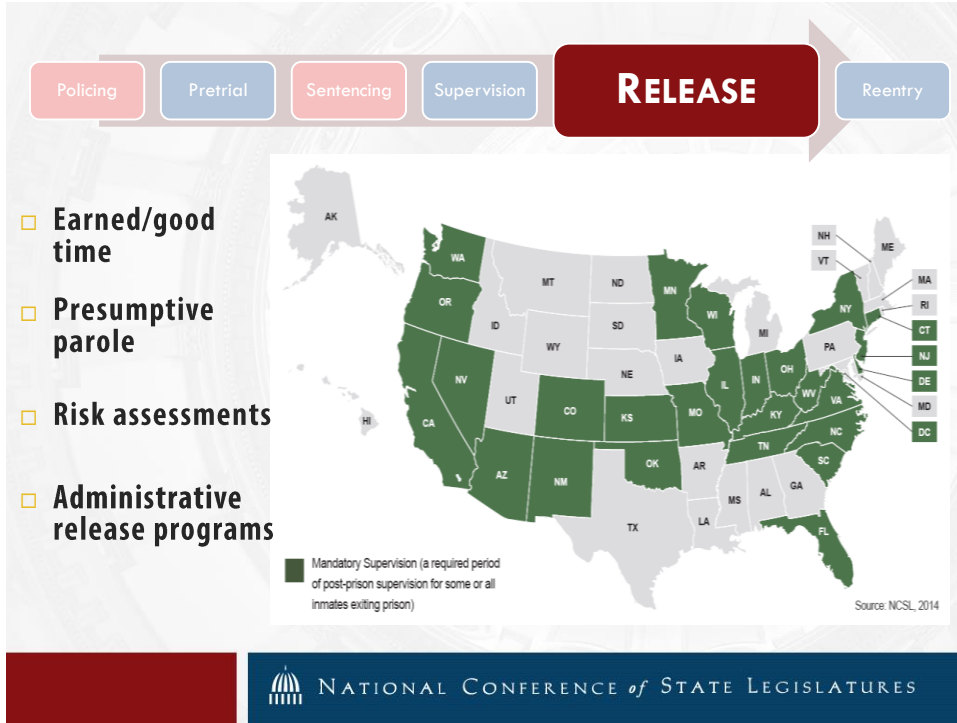 Policing
Pretrial
Sentencing
Supervision
RELEASE
Reentry
Earned/good
time
Presumptive
parole
Risk assessments
Administrative
release programs
AK
WA
OR
CA
NV
ID
MT
WY
UT
AZ
CO
NM
ND
SD
NE
KS
OK
TX
MN
IA
MO
AR
LA
WI
IL
MI
IN
OH
KY
TN
MS
AL
GA
FL
SC
NC
VA
WV
PA
NY
ME
NH
VT
MA
RI
CT
NJ
DE
MD
DC
HI
Mandatory Supervision (a required period
of post-prison supervision for some or all
inmates exiting prison)
Source: NCSL, 2014
NATIONAL CONFERENCE of STATE LEGISLATURES